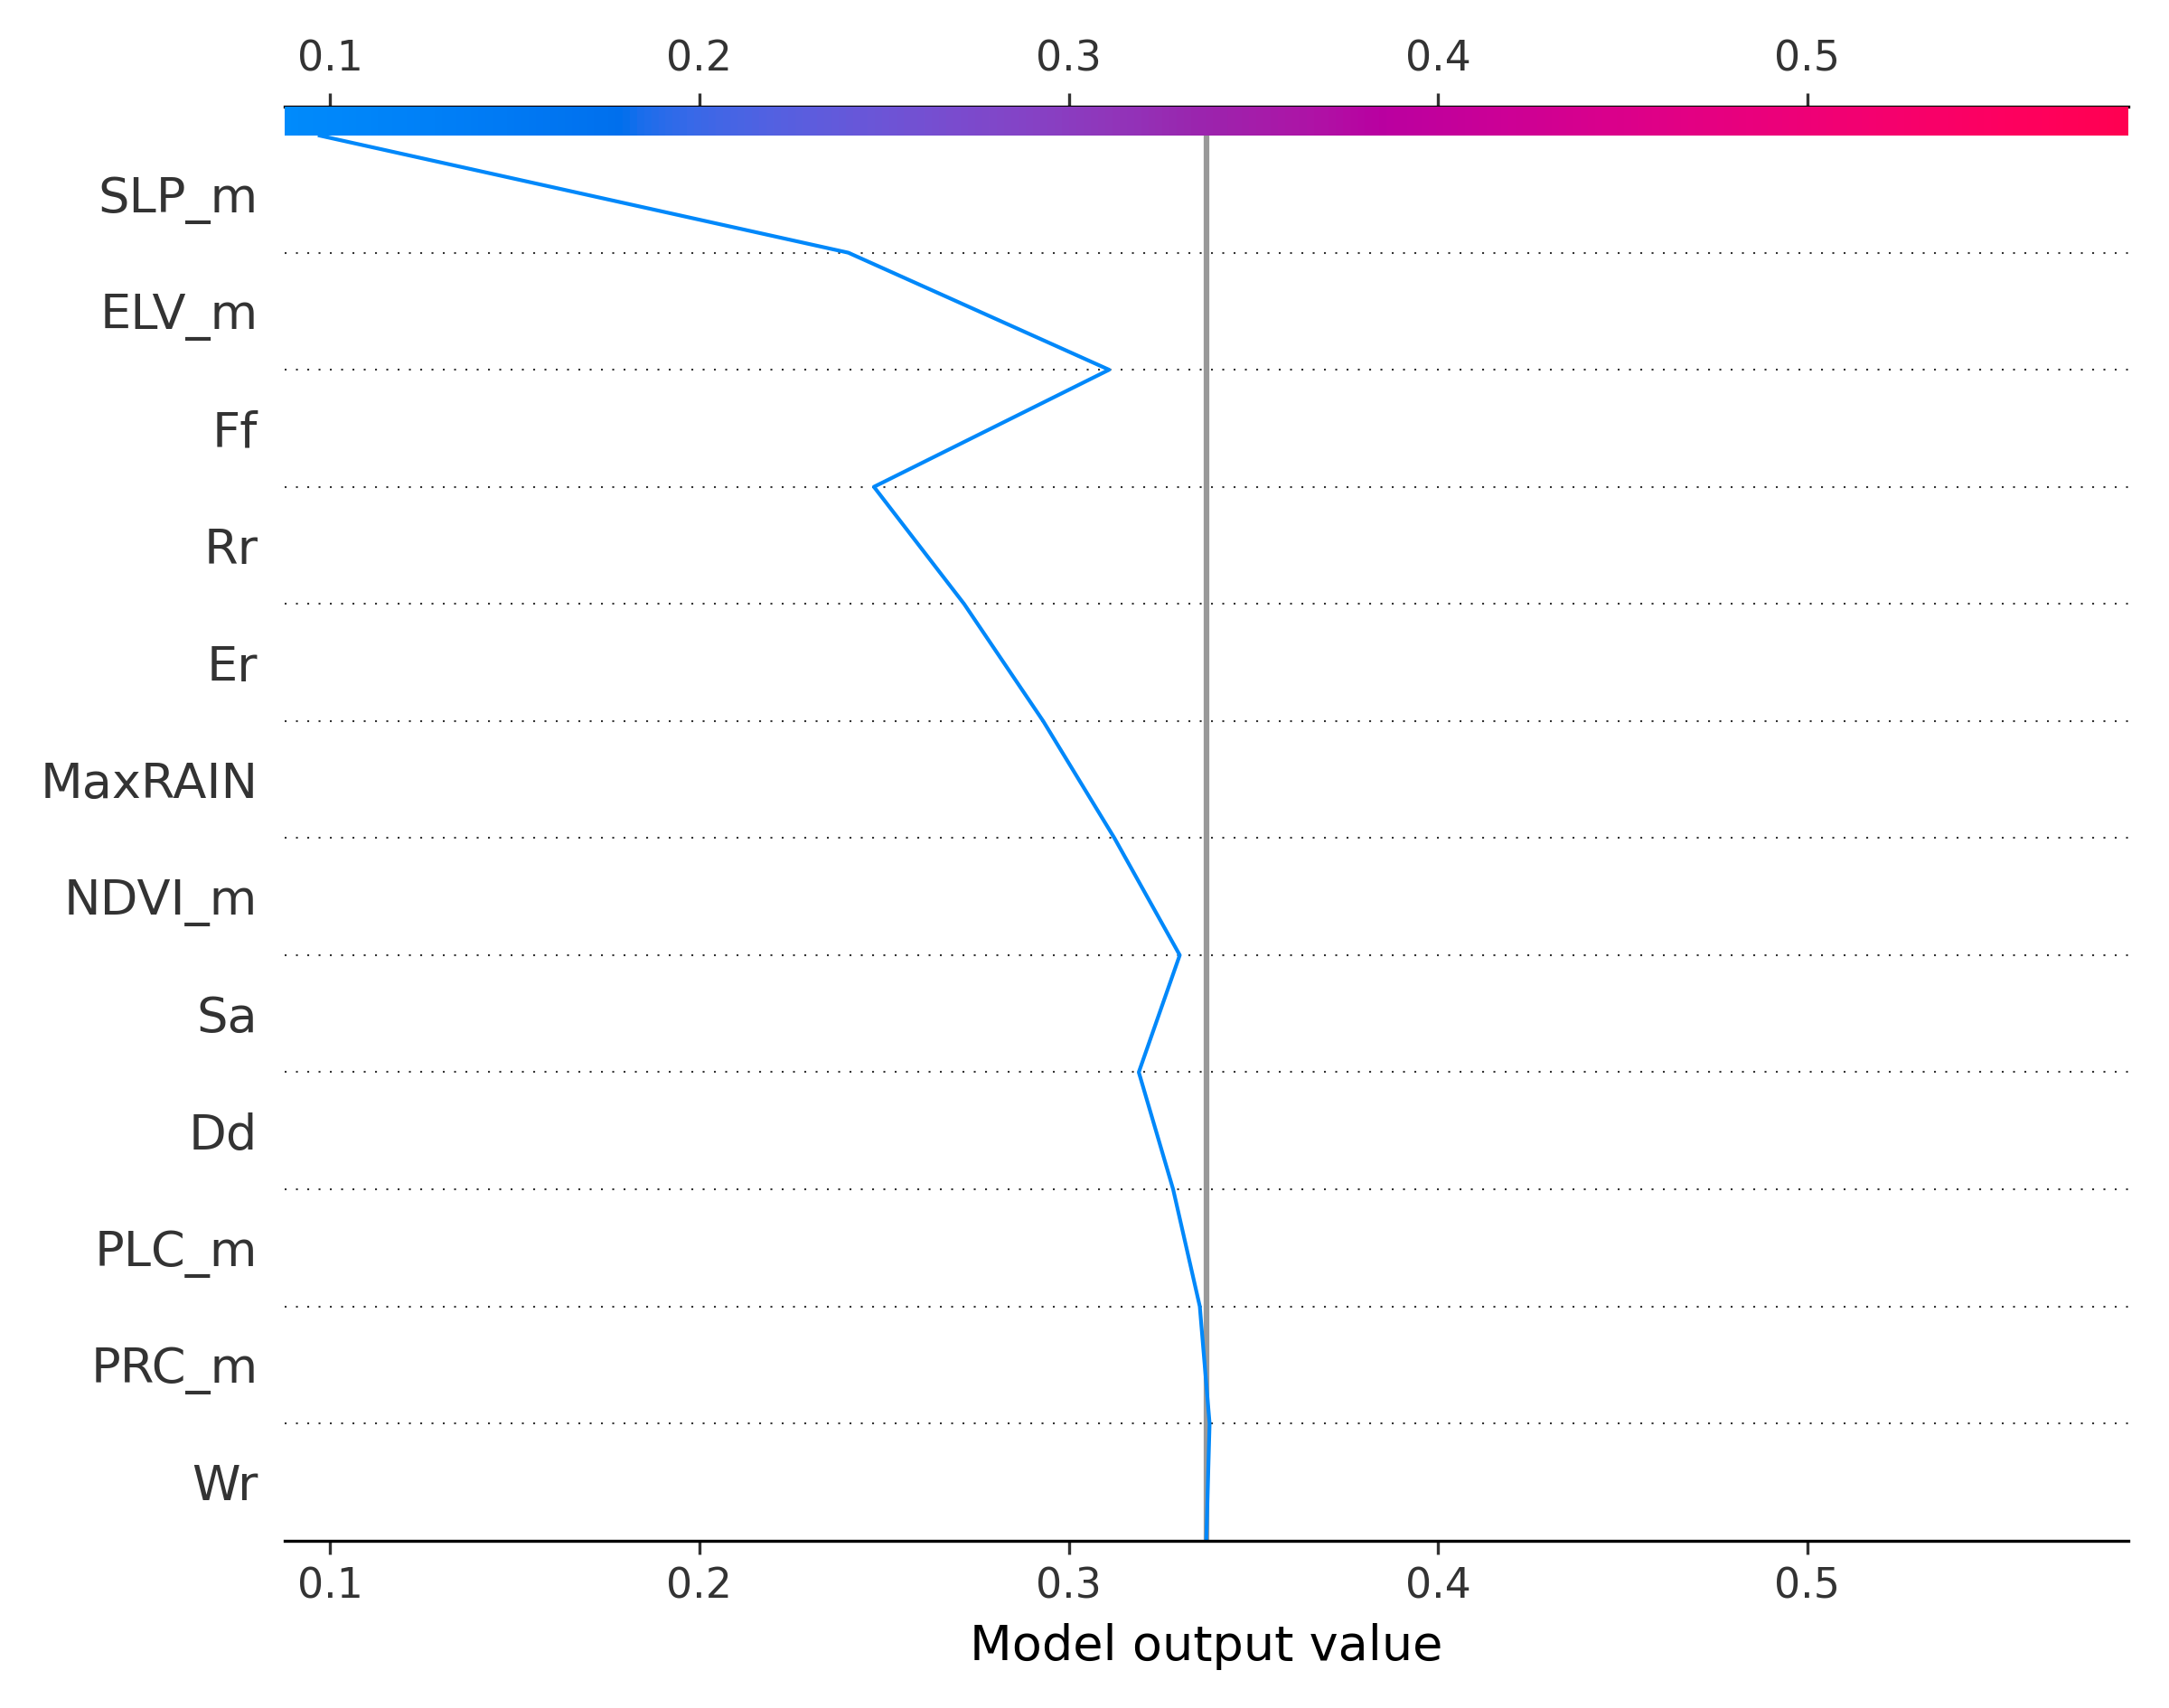 0.1 0.2 0.3 0.4 0.5
SLP_m
ELV_m
Ff
Rr
Er
MaxRAIN
NDVI_m
Sa
Dd
PLC_m
PRC_m
Wr
0.1 0.2 0.3 0.4 0.5
Model output value